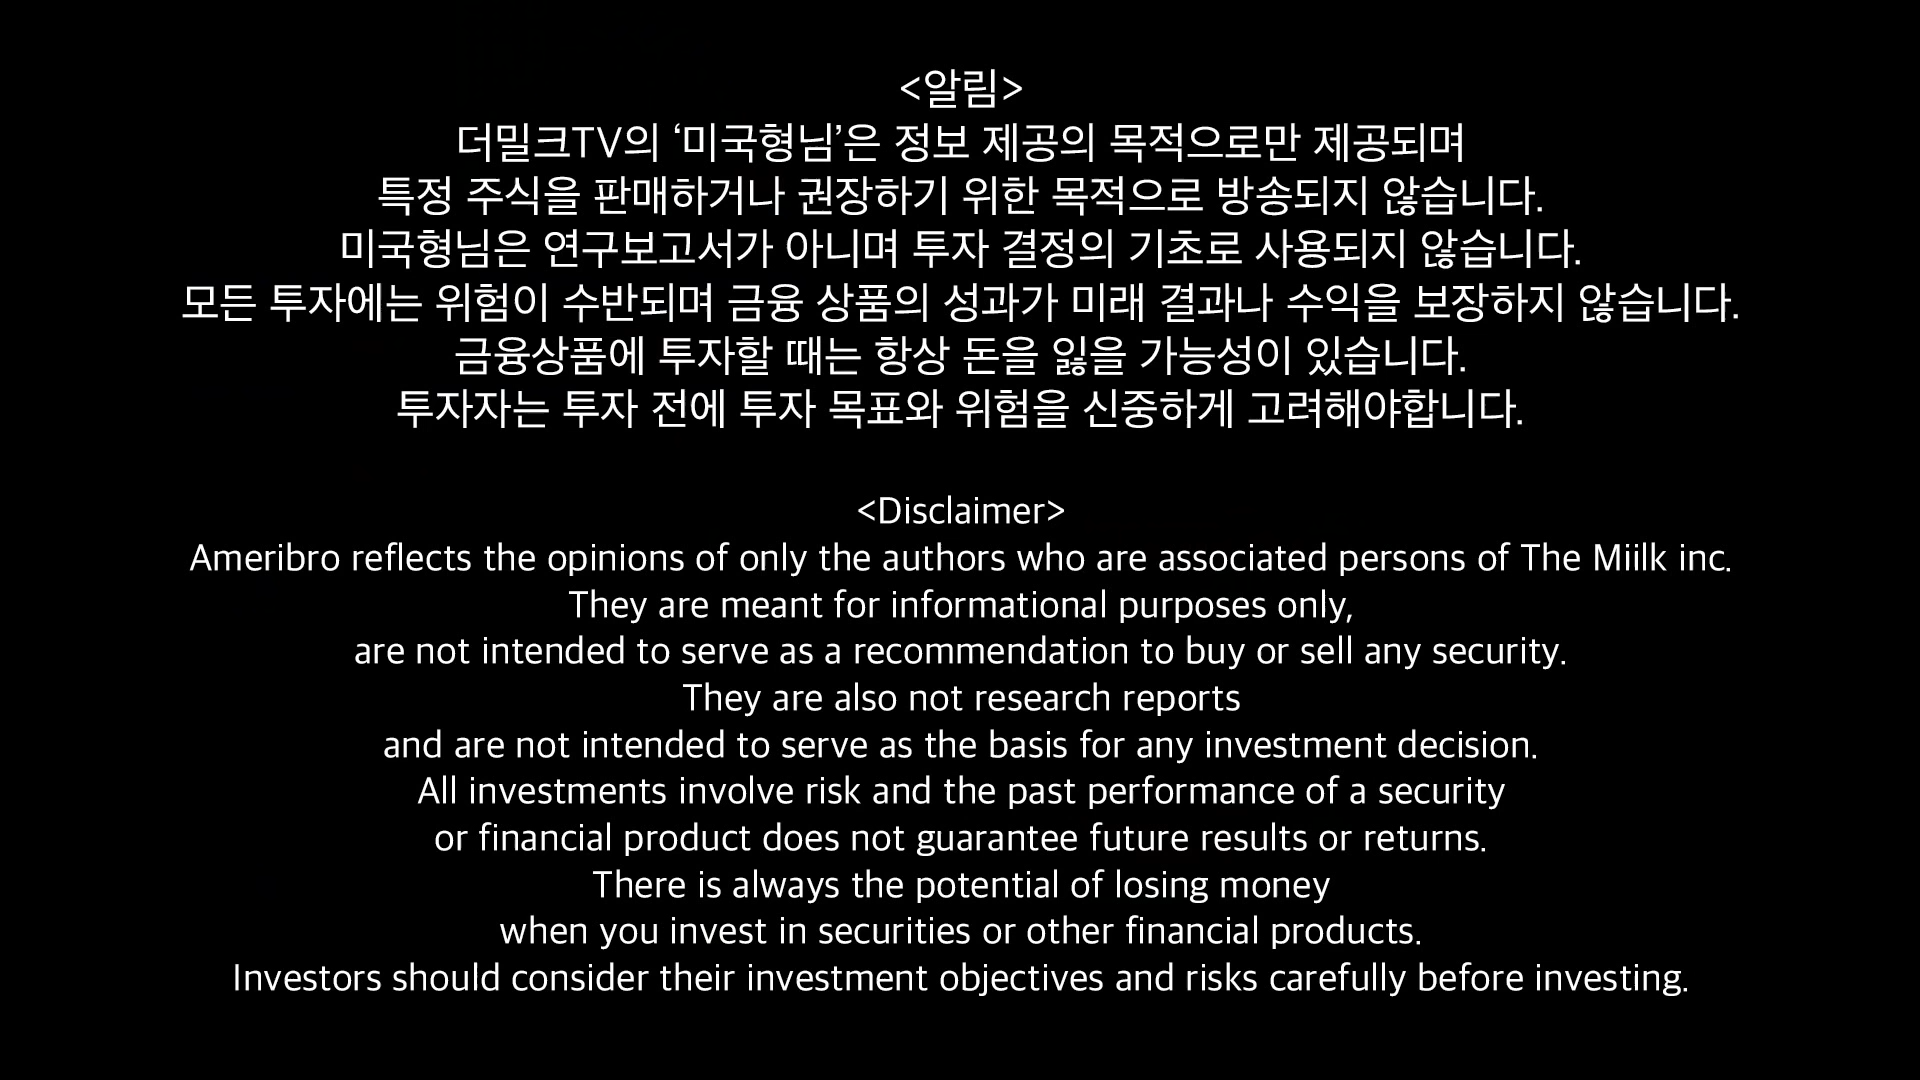 <알림>
더밀크TV의 ‘미국형님’은 정보 제공의 목적으로만 제공되며
특정 주식을 판매하거나 권장하기 위한 목적으로 방송되지 않습니다.
미국형님은 연구보고서가 아니며 투자 결정의 기초로 사용되지 않습니다.
모든 투자에는 위험이 수반되며 금융 상품의 성과가 미래 결과나 수익을 보장하지 않습니다.
금융상품에 투자할 때는 항상 돈을 잃을 가능성이 있습니다.
투자자는 투자 전에 투자 목표와 위험을 신중하게 고려해야합니다.
<Disclaimer>
Ameribro reflects the opinions of only the authors who are associated persons of The Miilk inc.
They are meant for informational purposes only,
are not intended to serve as a recommendation to buy or sell any security.
They are also not research reports
and are not intended to serve as the basis for any investment decision.
All investments involve risk and the past performance of a security
or financial product does not guarantee future results or returns.
There is always the potential of losing money
when you invest in securities or other financial products.
Investors should consider their investment objectives and risks carefully before investing.